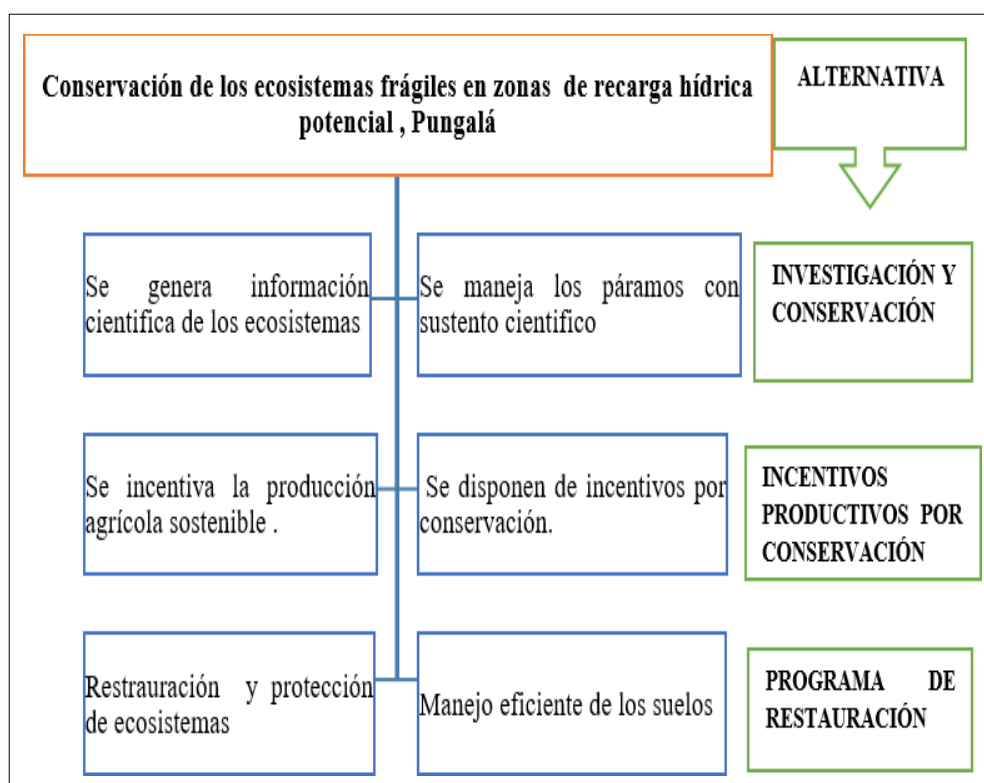 Conservación de los ecosistemas frágiles en zonas de recarga hídrica
potencial , Pungalá
ALTERNATIVA
Se genera información
cientifica de los ecosistemas
Se maneja los páramos con
sustento cientifico
INVESTIGACIÓN Y
CONSERVACIÓN
Se incentiva la producción
agrícola sostenible .
Se disponen de incentivos por
conservación.
INCENTIVOS
PRODUCTIVOS POR
CONSERVACIÓN
Restrauración y protección
de ecosistemas
Manejo eficiente de los suelos
PROGRAMA DE
RESTAURACIÓN